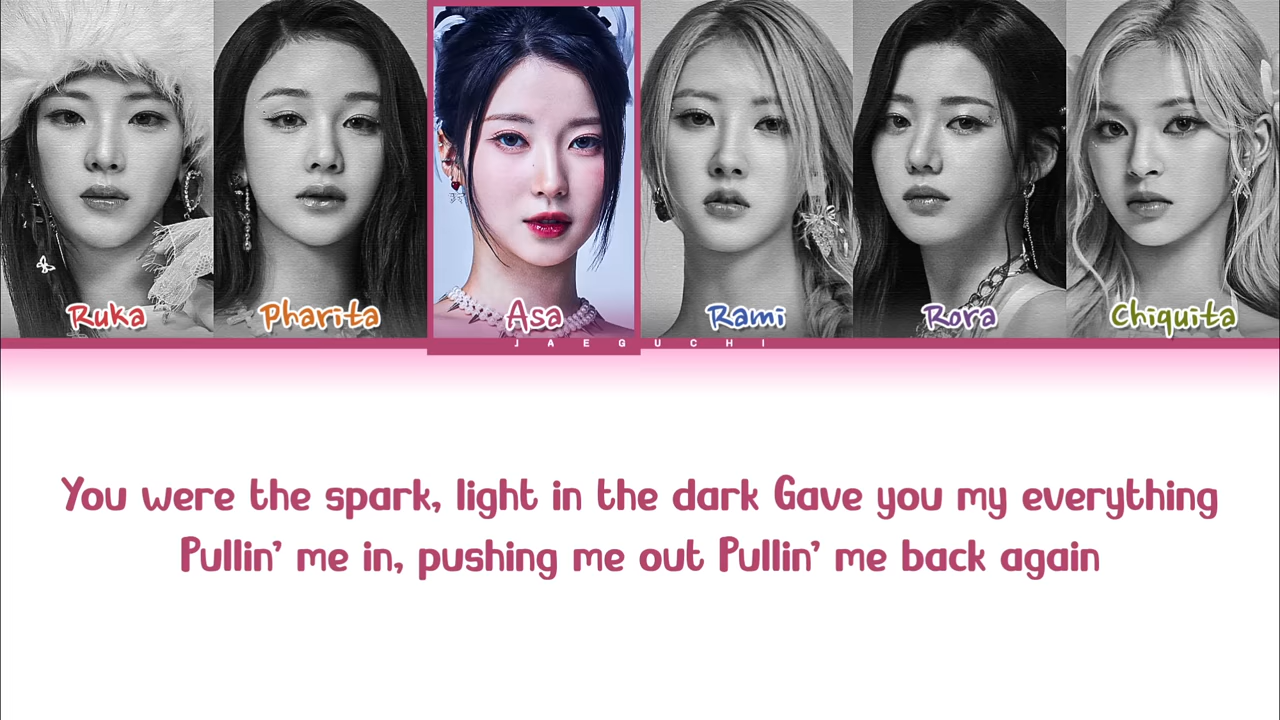 Ruka
Pharita
Asa
Rami
Rora
Chiquita
JAEGUCHI
You were the spark, light in the dark Gave you my everything
Pullin' me in, pushing me out Pullin' me back again